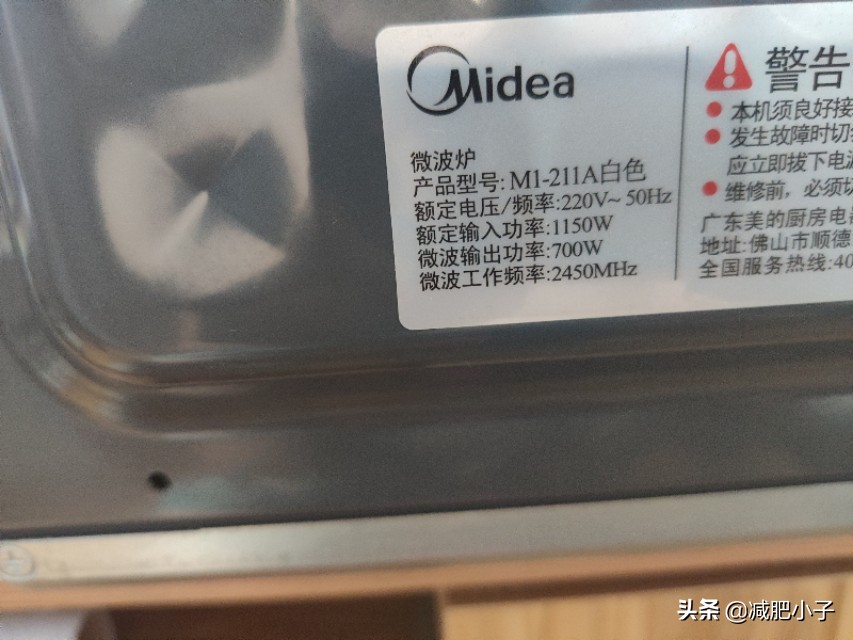 Midea
微波炉
产品型号: M1-211A白色
额定电压/频率:220V~ 50Hz
额定输入功率:1150W
微波输出功率:700W
微波工作频率:2450MHz
警告
本机须良好接
发生故障时切
应立即拔下电源
维修前,必须切
广东美的厨房电
地址:佛山市顺德
全国服务热线:40
头条 @减肥小子